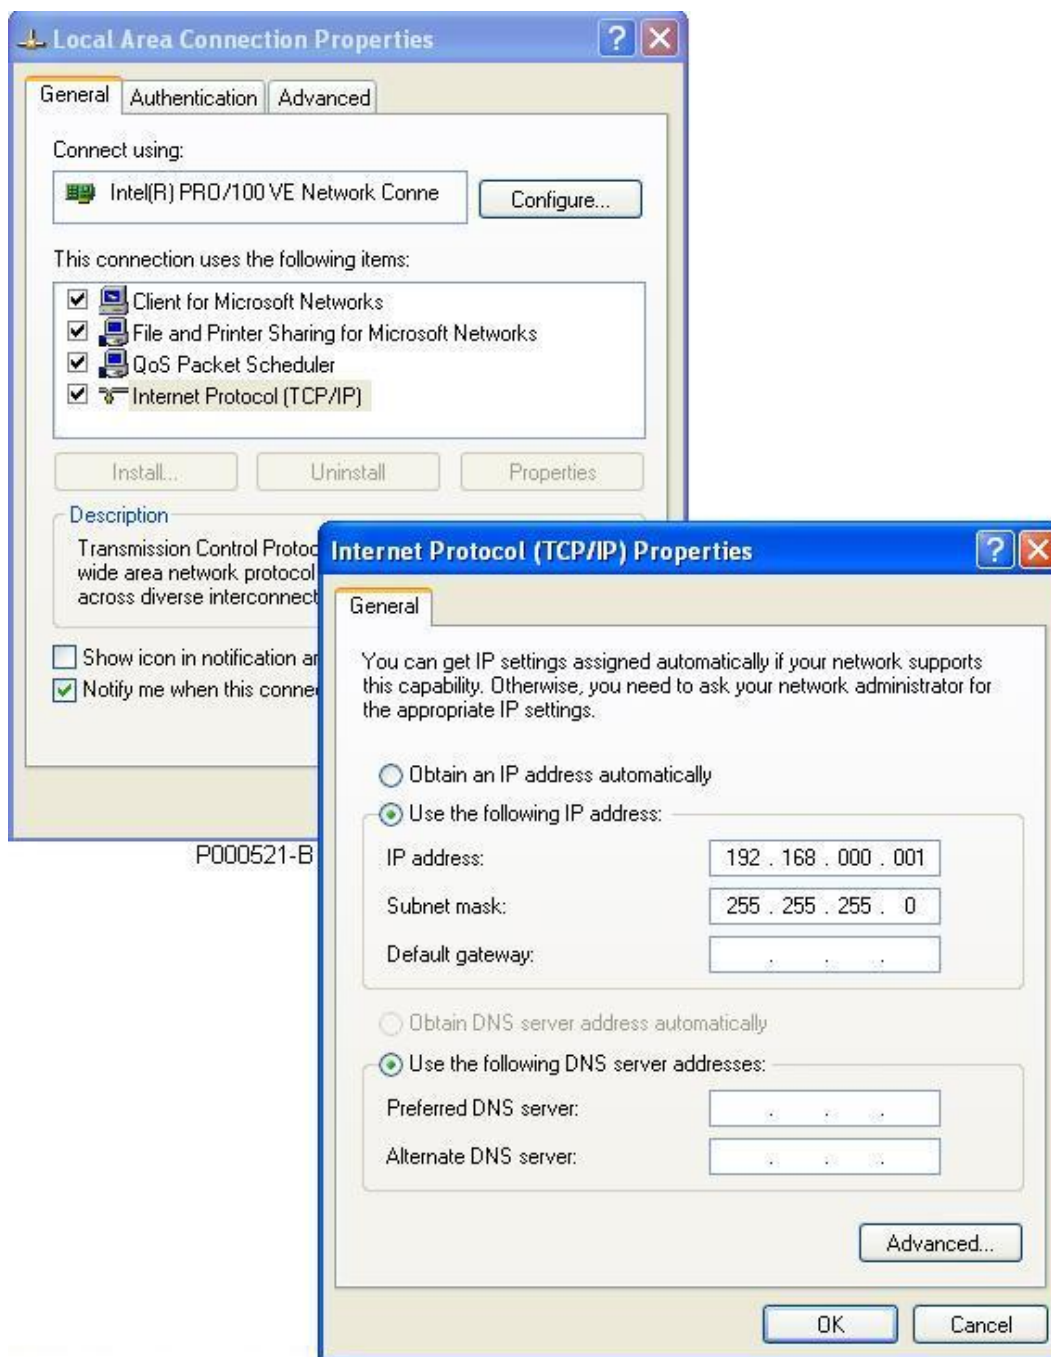 Local Area Connection Properties
General Authentication Advanced
Connect using:
Intel(R) PRO/100 VE Network Conne
Configure...
This connection uses the following items:
Client for Microsoft Networks
File and Printer Sharing for Microsoft Networks
QoS Packet Scheduler
Internet Protocol (TCP/IP)
Install... Uninstall Properties
Description
Transmission Control Protoc
wide area network protocol
across diverse interconnect
Show icon in notification ar
Notify me when this conne
P000521-B
Internet Protocol (TCP/IP) Properties
General
You can get IP settings assigned automatically if your network supports
this capability. Otherwise, you need to ask your network administrator for
the appropriate IP settings.
Obtain an IP address automatically
Use the following IP address:
IP address: 192 . 168 . 000 . 001
Subnet mask: 255 . 255 . 255 . 0
Default gateway: . . .
Obtain DNS server address automatically
Use the following DNS server addresses:
Preferred DNS server: . . .
Alternate DNS server: . . .
Advanced...
OK Cancel